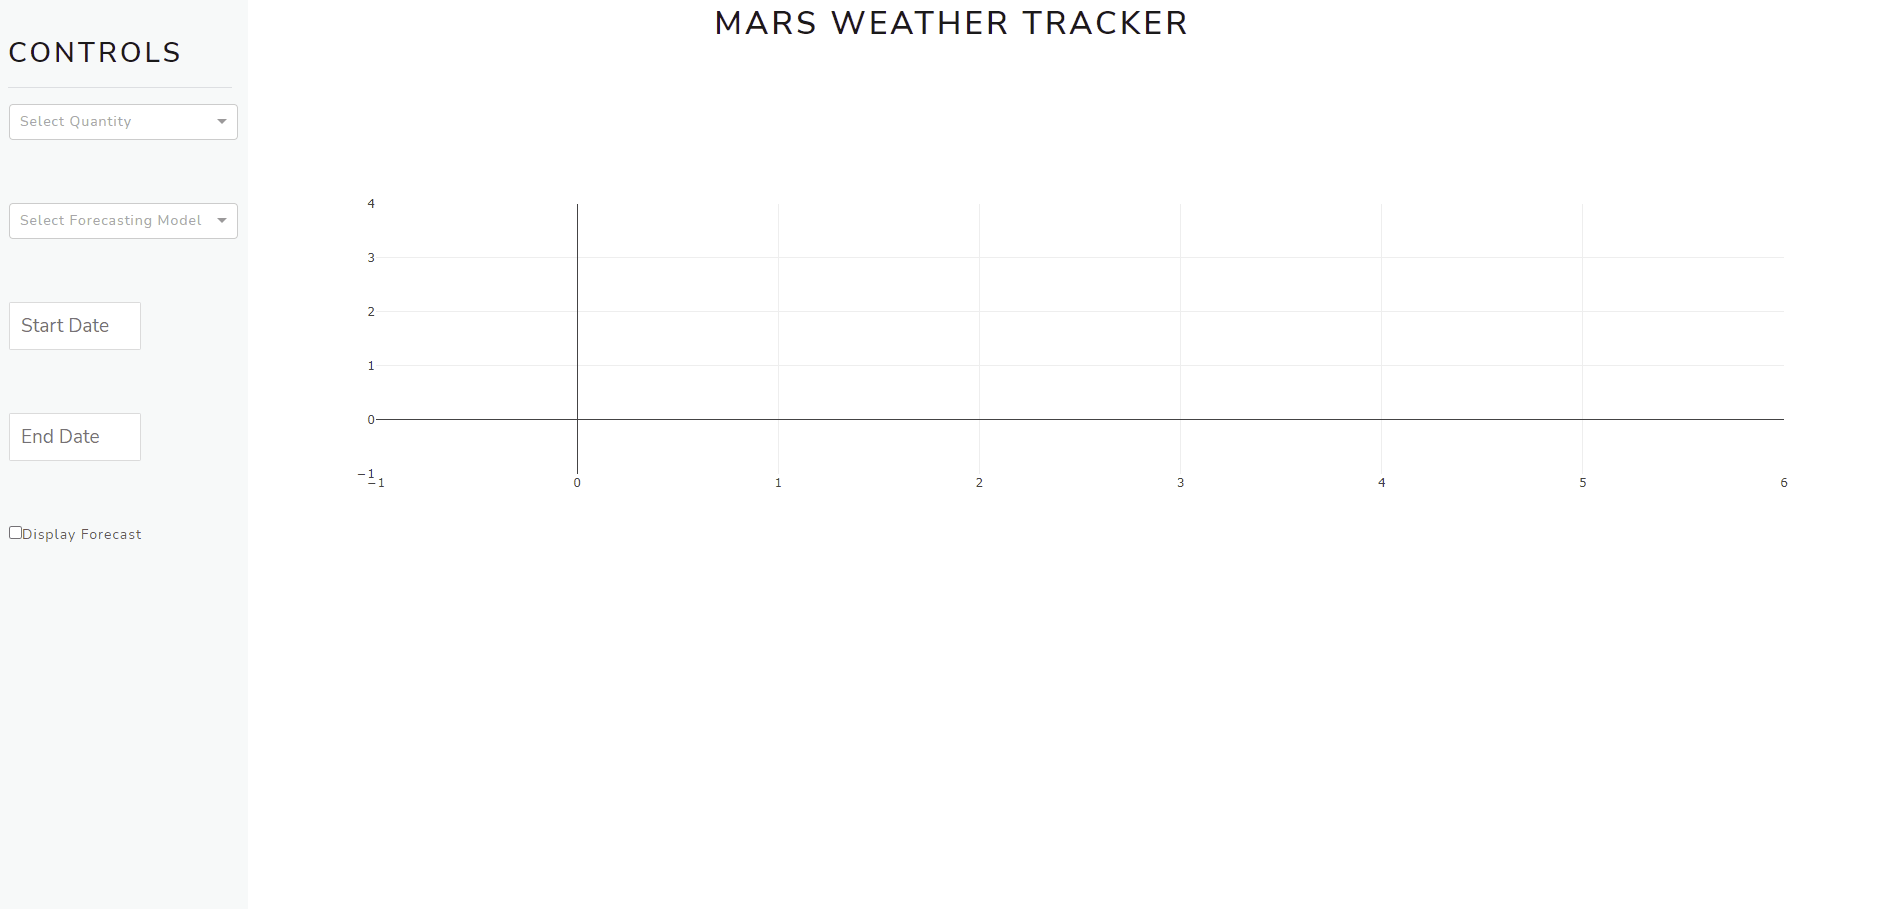 MARS WEATHER TRACKER
CONTROLS
Select Quantity
Select Forecasting Model
Start Date
End Date
Display Forecast
4
3
2
1
0
−1
−1 0 1 2 3 4 5 6